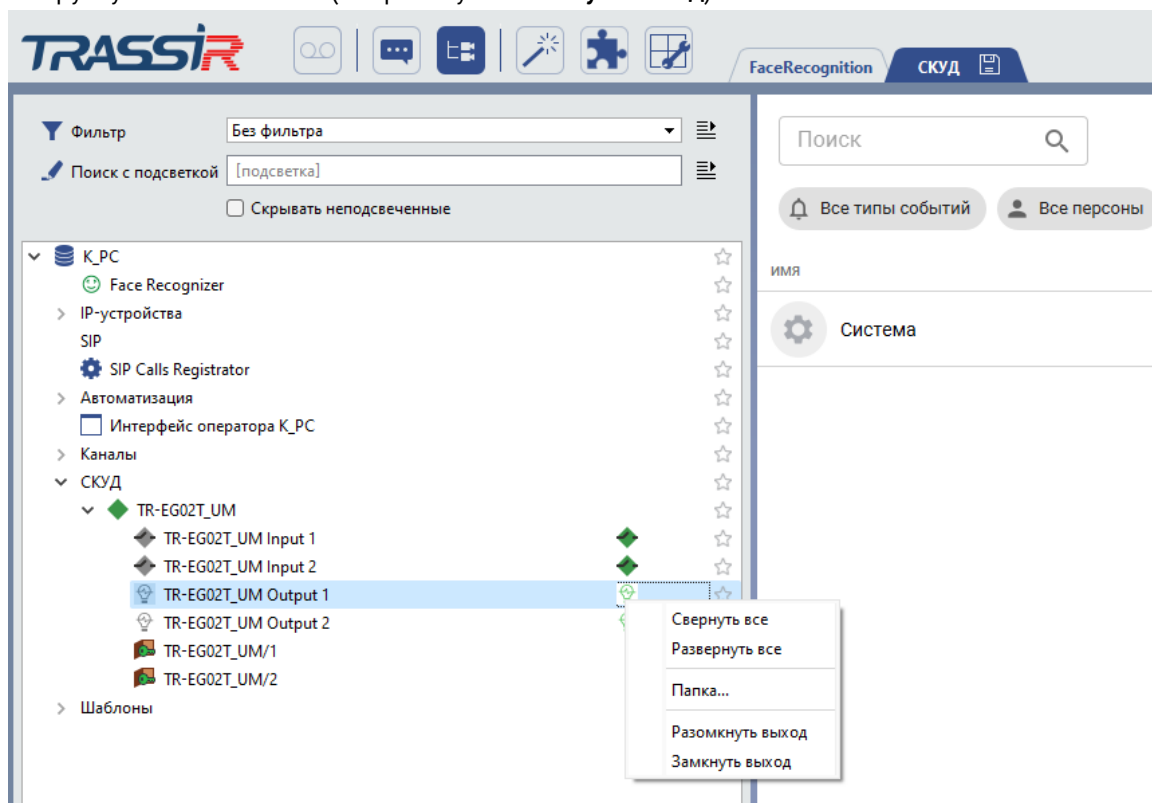 TRASSIR
FaceRecognition
СКУД
Фильтр
Без фильтра
Поиск с подсветкой
[подсветка]
Скрывать неподсвеченные
K_PC
Face Recognizer
IP-устройства
SIP
SIP Calls Registrator
Автоматизация
Интерфейс оператора K_PC
Каналы
СКУД
TR-EG02T_UM
TR-EG02T_UM Input 1
TR-EG02T_UM Input 2
TR-EG02T_UM Output 1
TR-EG02T_UM Output 2
TR-EG02T_UM/1
TR-EG02T_UM/2
Шаблоны
Свернуть все
Развернуть все
Папка...
Разомкнуть выход
Замкнуть выход
Поиск
Все типы событий
Все персоны
имя
Система